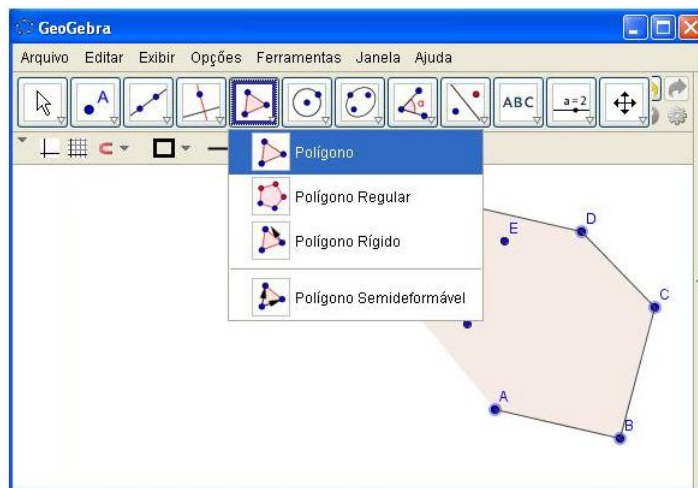 GeoGebra
Arquivo Editar Exibir Opções Ferramentas Janela Ajuda
A α ABC a=2
Polígono
Polígono Regular
Polígono Rígido
Polígono Semideformável
E D
C
A
B